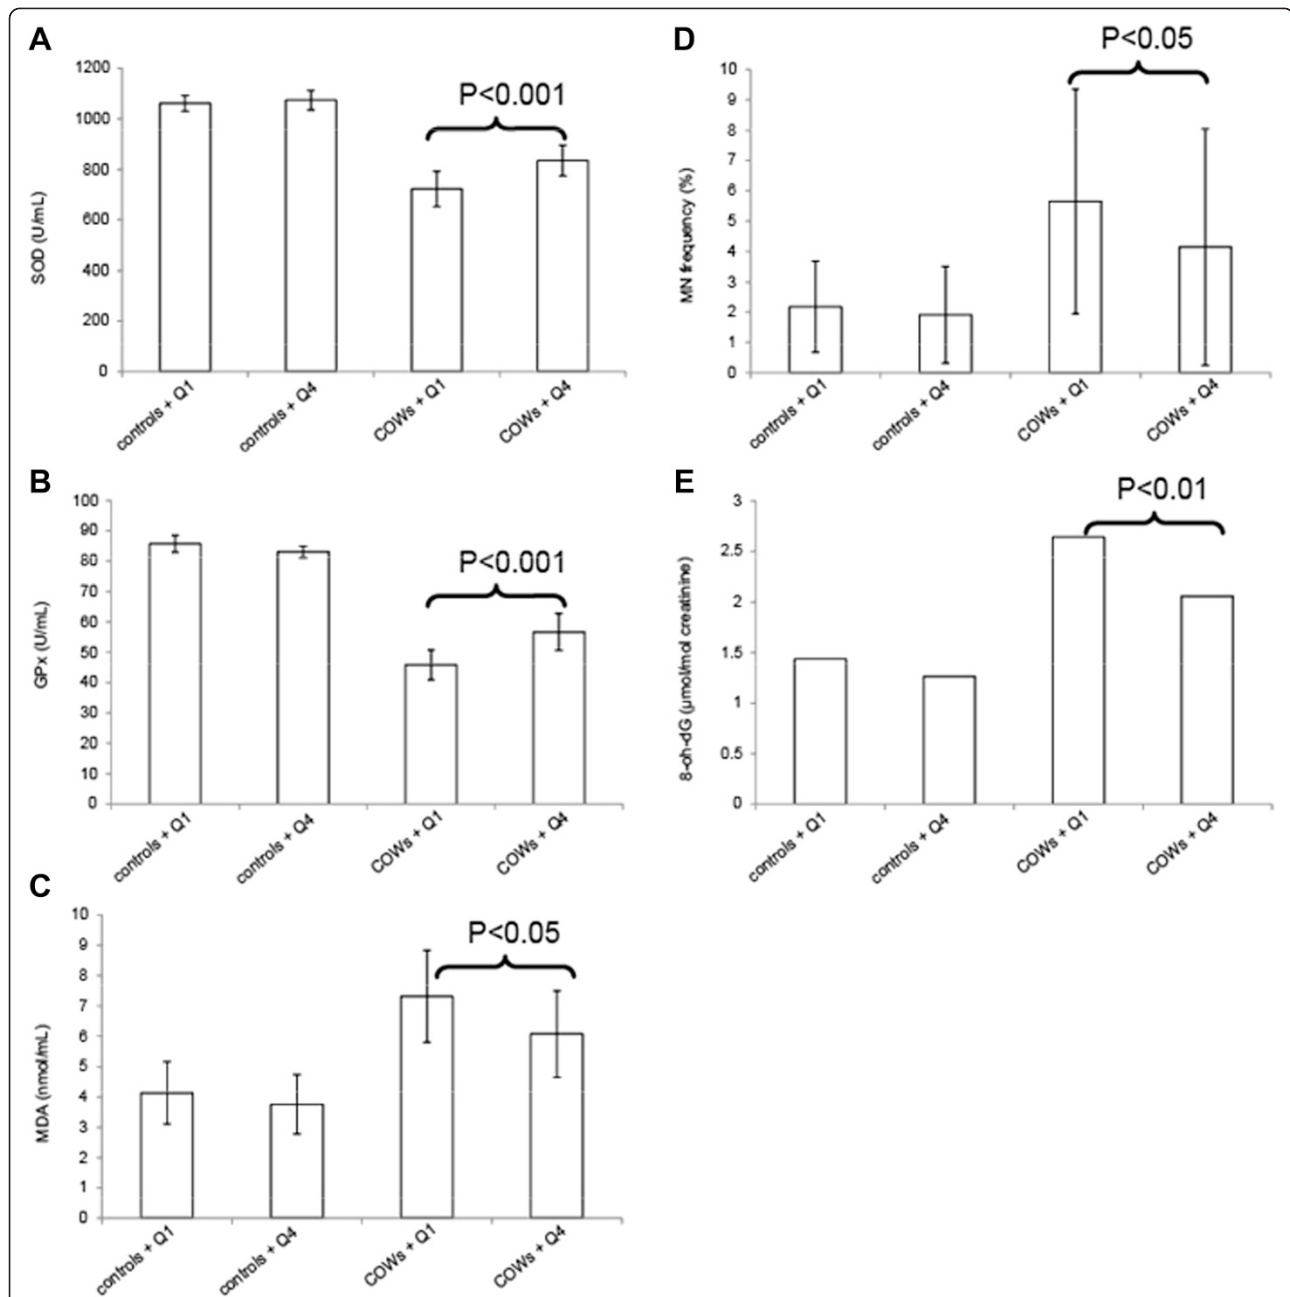 A
P<0.001
SOD (U/mL)
1200
1000
800
600
400
200
0
controls + Q1
controls + Q4
COWs + Q1
COWs + Q4
B
P<0.001
GPx (U/mL)
100
90
80
70
60
50
40
30
20
10
0
controls + Q1
controls + Q4
COWs + Q1
COWs + Q4
C
P<0.05
MDA (nmol/mL)
10
9
8
7
6
5
4
3
2
1
0
controls + Q1
controls + Q4
COWs + Q1
COWs + Q4
D
P<0.05
MN frequency (%)
10
9
8
7
6
5
4
3
2
1
0
controls + Q1
controls + Q4
COWs + Q1
COWs + Q4
E
P<0.01
8-oh-dG (μmol/mol creatinine)
3
2.5
2
1.5
1
0.5
0
controls + Q1
controls + Q4
COWs + Q1
COWs + Q4